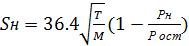 Sн = 36.4√(T/M)(1 − Pн/P ост)